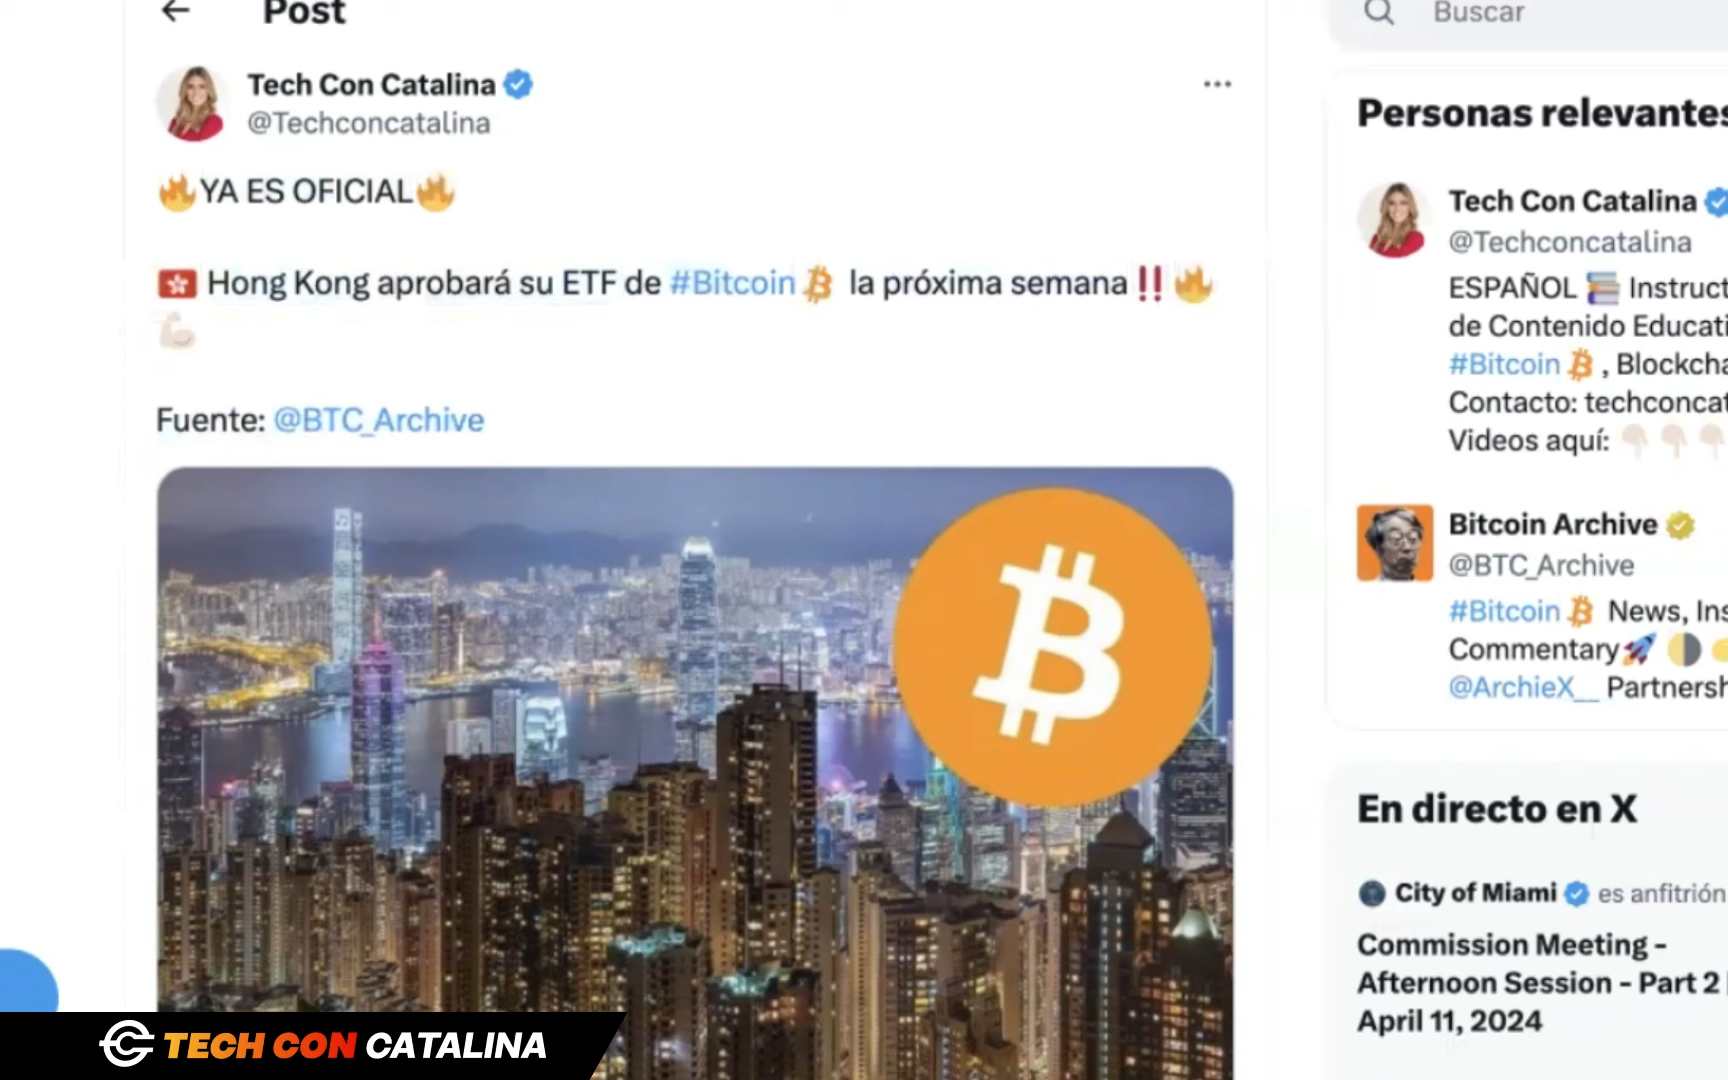 Post
Tech Con Catalina
@Techconcatalina
🔥YA ES OFICIAL🔥
🇭🇰 Hong Kong aprobará su ETF de #Bitcoin la próxima semana‼️🔥
💪🏻
Fuente: @BTC_Archive
Buscar
Personas relevantes
Tech Con Catalina
@Techconcatalina
ESPAÑOL 📚 Instruct
de Contenido Educati
#Bitcoin , Blockcha
Contacto: techconcat
Videos aquí: 👇🏻👇🏻👇🏻
Bitcoin Archive
@BTC_Archive
#Bitcoin News, Ins
Commentary🚀🌗
@ArchieX__ Partnersh
En directo en X
City of Miami es anfitrión
Commission Meeting -
Afternoon Session - Part 2 |
April 11, 2024
TECH CON CATALINA